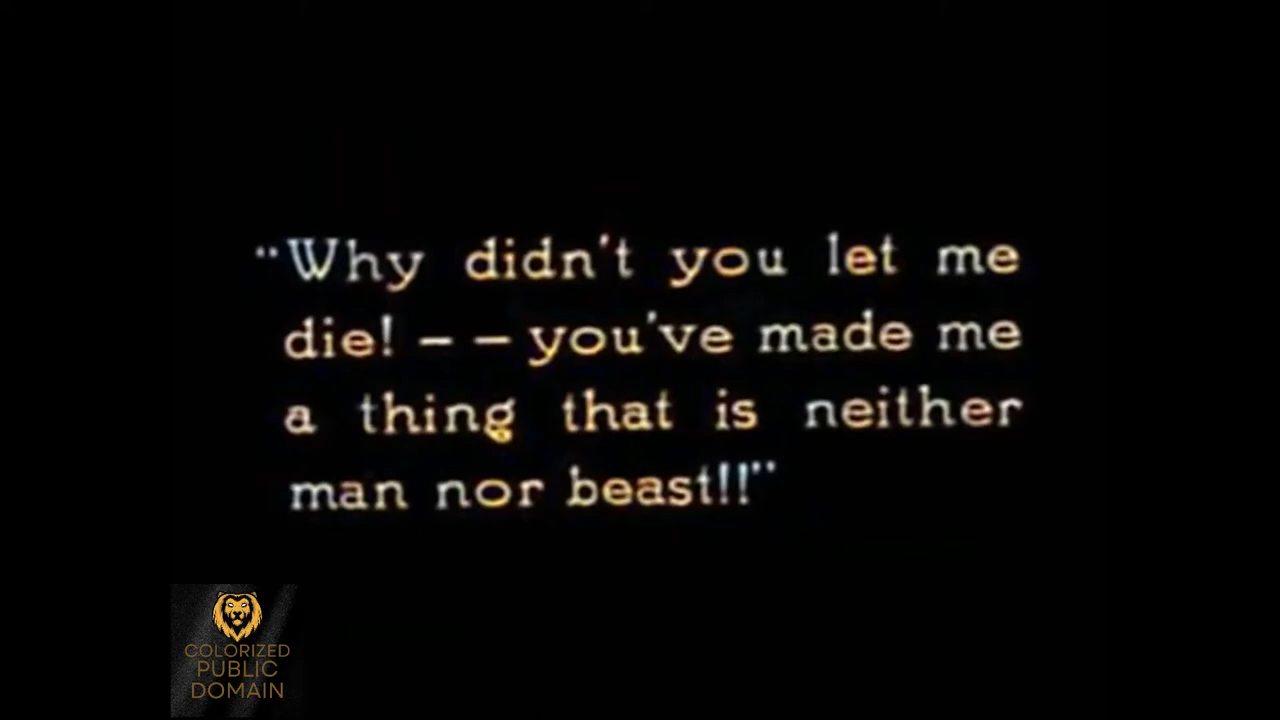 “Why didn't you let me
die! – – you've made me
a thing that is neither
man nor beast!!”
COLORIZED
PUBLIC
DOMAIN